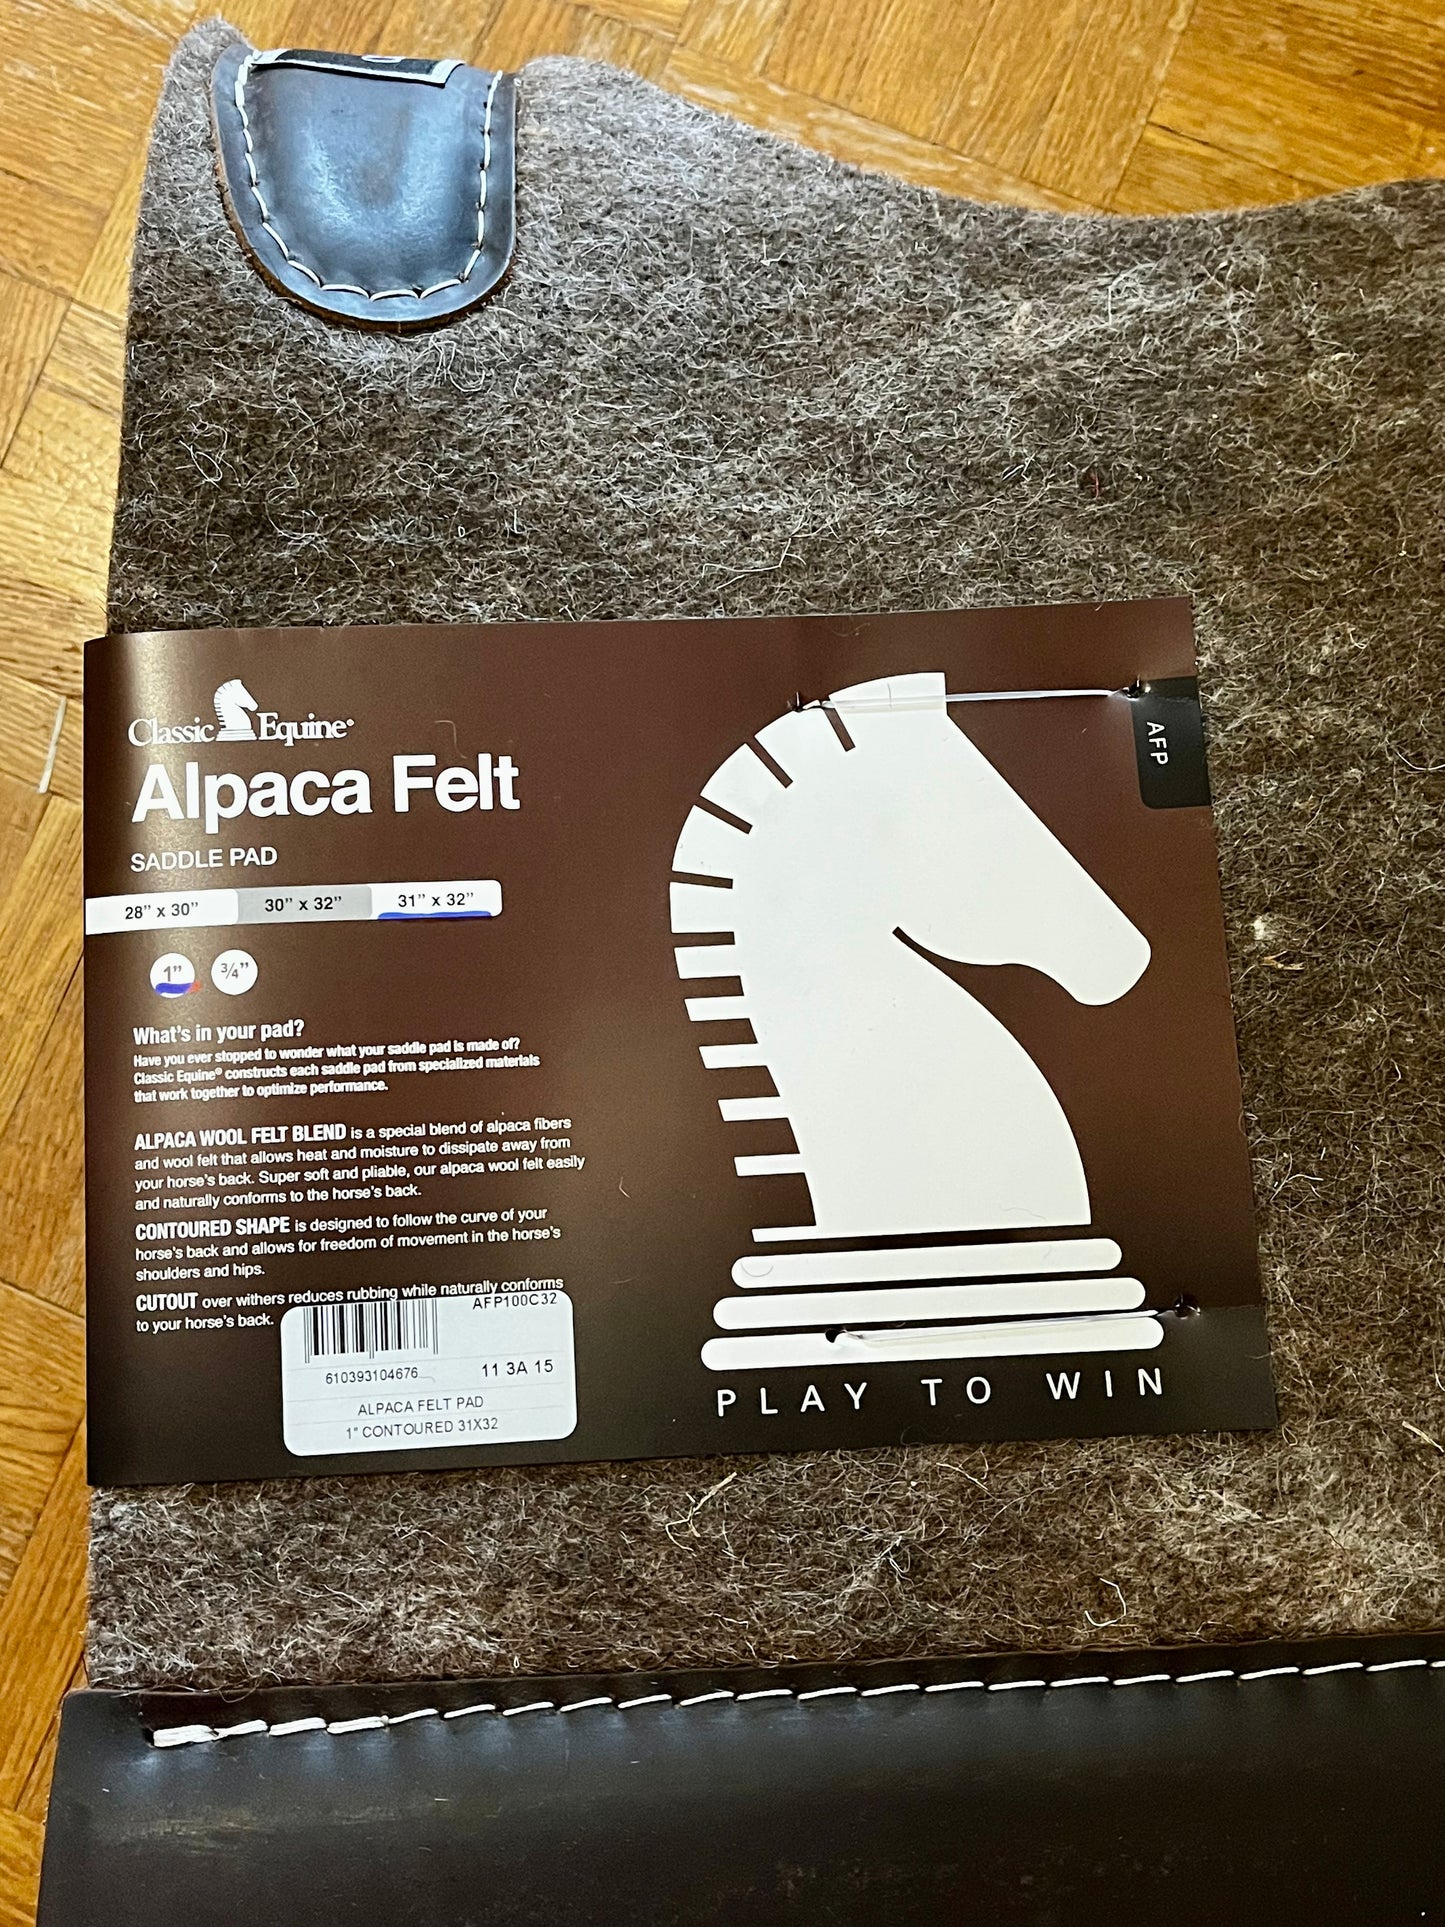 Classic Equine®
Alpaca Felt
SADDLE PAD
28" x 30" 30" x 32" 31" x 32"
1" 3/4"
What's in your pad?
Have you ever stopped to wonder what your saddle pad is made of?
Classic Equine® constructs each saddle pad from specialized materials
that work together to optimize performance.
ALPACA WOOL FELT BLEND is a special blend of alpaca fibers
and wool felt that allows heat and moisture to dissipate away from
your horse's back. Super soft and pliable, our alpaca wool felt easily
and naturally conforms to the horse's back.
CONTOURED SHAPE is designed to follow the curve of your
horse's back and allows for freedom of movement in the horse's
shoulders and hips.
CUTOUT over withers reduces rubbing while naturally conforms
to your horse's back.
AFP100C32
610393104676
11 3A 15
ALPACA FELT PAD
1" CONTOURED 31X32
AFP
PLAY TO WIN